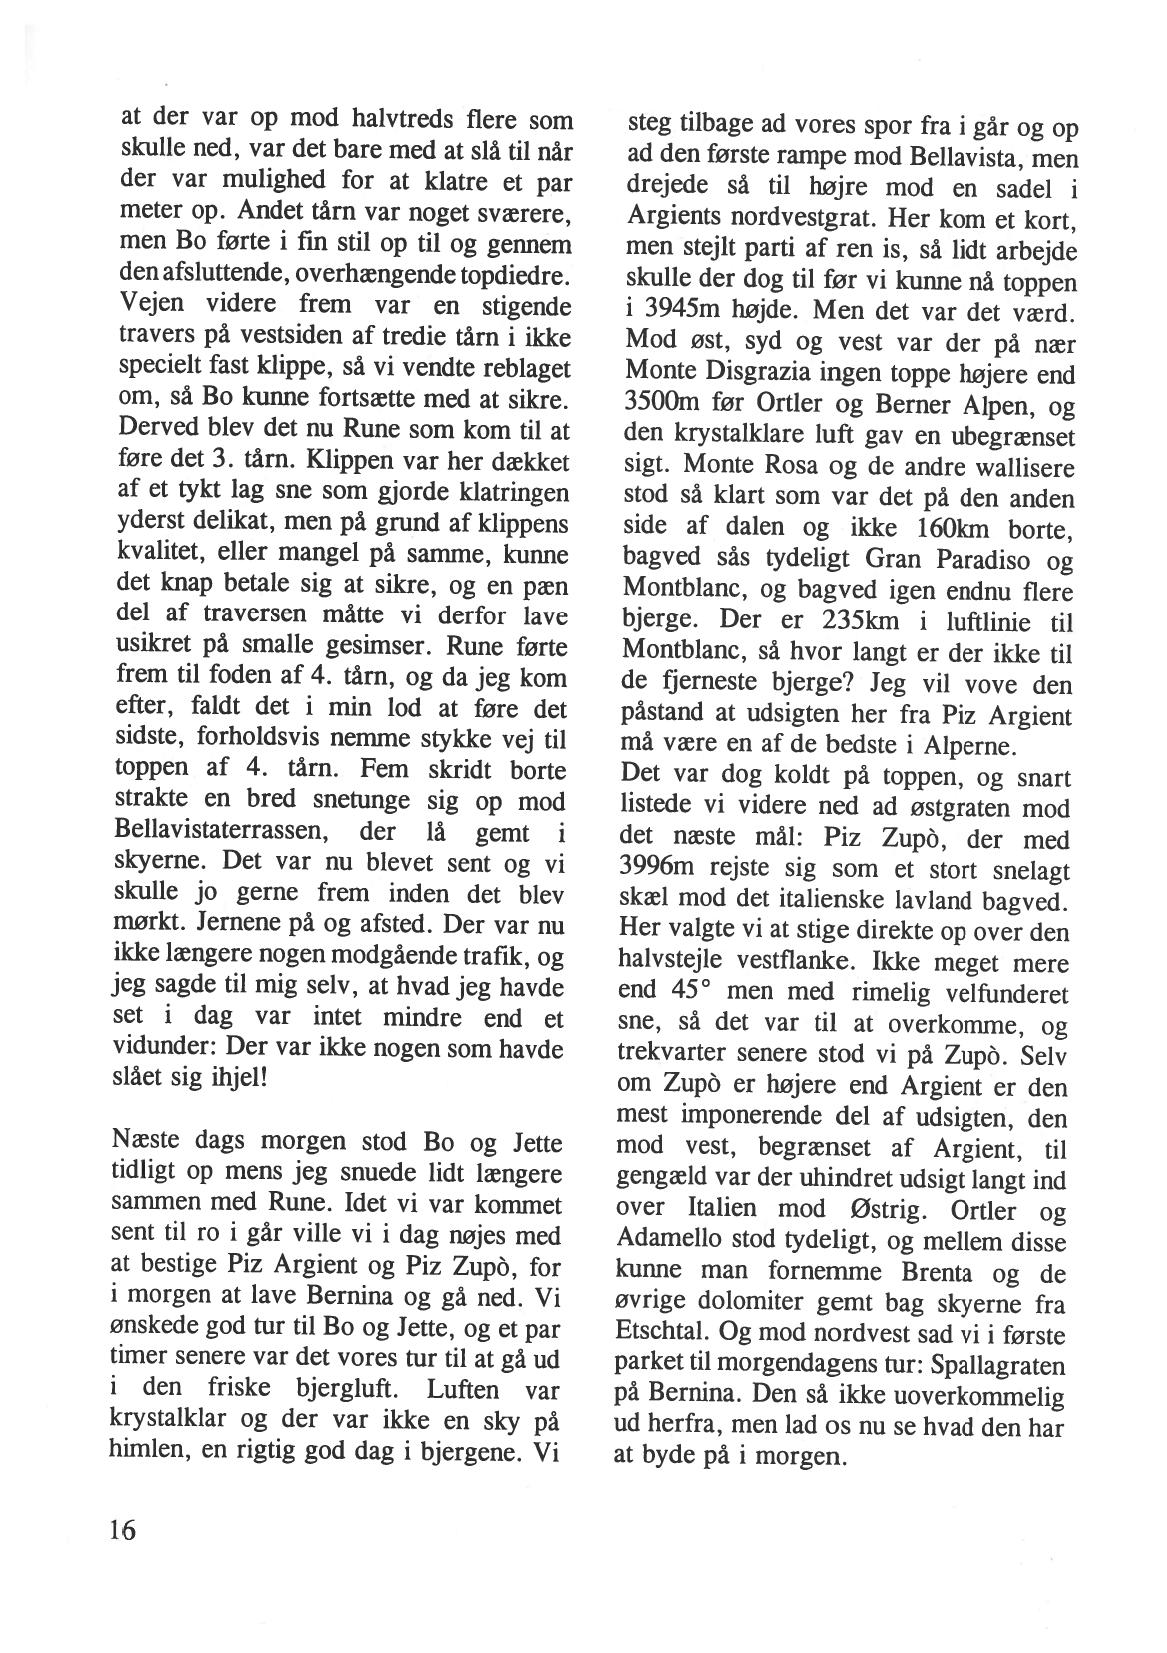 at der var op mod halvtreds flere som
skulle ned, var det bare med at slå til når
der var mulighed for at klatre et par
meter op. Andet tårn var noget sværere,
men Bo førte i fin stil op til og gennem
den afsluttende, overhængende topdiedre.
Vejen videre frem var en stigende
travers på vestsiden af tredie tårn i ikke
specielt fast klippe, så vi vendte reblaget
om, så Bo kunne fortsætte med at sikre.
Derved blev det nu Rune som kom til at
føre det 3. tårn. Klippen var her dækket
af et tykt lag sne som gjorde klatringen
yderst delikat, men på grund af klippens
kvalitet, eller mangel på samme, kunne
det knap betale sig at sikre, og en pæn
del af traversen måtte vi derfor lave
usikret på smalle gesimser. Rune førte
frem til foden af 4. tårn, og da jeg kom
efter, faldt det i min lod at føre det
sidste, forholdsvis nemme stykke vej til
toppen af 4. tårn. Fem skridt borte
strakte en bred snetunge sig op mod
Bellavistaterrassen, der lå gemt i
skyerne. Det var nu blevet sent og vi
skulle jo gerne frem inden det blev
mørkt. Jernene på og afsted. Der var nu
ikke længere nogen modgående trafik, og
jeg sagde til mig selv, at hvad jeg havde
set i dag var intet mindre end et
vidunder: Der var ikke nogen som havde
slået sig ihjel!
Næste dags morgen stod Bo og Jette
tidligt op mens jeg snuede lidt længere
sammen med Rune. Idet vi var kommet
sent til ro i går ville vi i dag nøjes med
at bestige Piz Argient og Piz Zupò, for
i morgen at lave Bernina og gå ned. Vi
ønskede god tur til Bo og Jette, og et par
timer senere var det vores tur til at gå ud
i den friske bjergluft. Luften var
krystalklar og der var ikke en sky på
himlen, en rigtig god dag i bjergene. Vi
steg tilbage ad vores spor fra i går og op
ad den første rampe mod Bellavista, men
drejede så til højre mod en sadel i
Argients nordvestgrat. Her kom et kort,
men stejlt parti af ren is, så lidt arbejde
skulle der dog til før vi kunne nå toppen
i 3945m højde. Men det var det værd.
Mod øst, syd og vest var der på nær
Monte Disgrazia ingen toppe højere end
3500m før Ortler og Berner Alpen, og
den krystalklare luft gav en ubegrænset
sigt. Monte Rosa og de andre wallisere
stod så klart som var det på den anden
side af dalen og ikke 160km borte,
bagved sås tydeligt Gran Paradiso og
Montblanc, og bagved igen endnu flere
bjerge. Der er 235km i luftlinie til
Montblanc, så hvor langt er der ikke til
de fjerneste bjerge? Jeg vil vove den
påstand at udsigten her fra Piz Argient
må være en af de bedste i Alperne.
Det var dog koldt på toppen, og snart
listede vi videre ned ad østgraten mod
det næste mål: Piz Zupò, der med
3996m rejste sig som et stort snelagt
skæl mod det italienske lavland bagved.
Her valgte vi at stige direkte op over den
halvstejle vestflanke. Ikke meget mere
end 45° men med rimelig velfunderet
sne, så det var til at overkomme, og
trekvarter senere stod vi på Zupò. Selv
om Zupò er højere end Argient er den
mest imponerende del af udsigten, den
mod vest, begrænset af Argient, til
gengæld var der uhindret udsigt langt ind
over Italien mod Østrig. Ortler og
Adamello stod tydeligt, og mellem disse
kunne man fornemme Brenta og de
øvrige dolomiter gemt bag skyerne fra
Etschtal. Og mod nordvest sad vi i første
parket til morgendagens tur: Spallagraten
på Bernina. Den så ikke uoverkommelig
ud herfra, men lad os nu se hvad den har
at byde på i morgen.
16